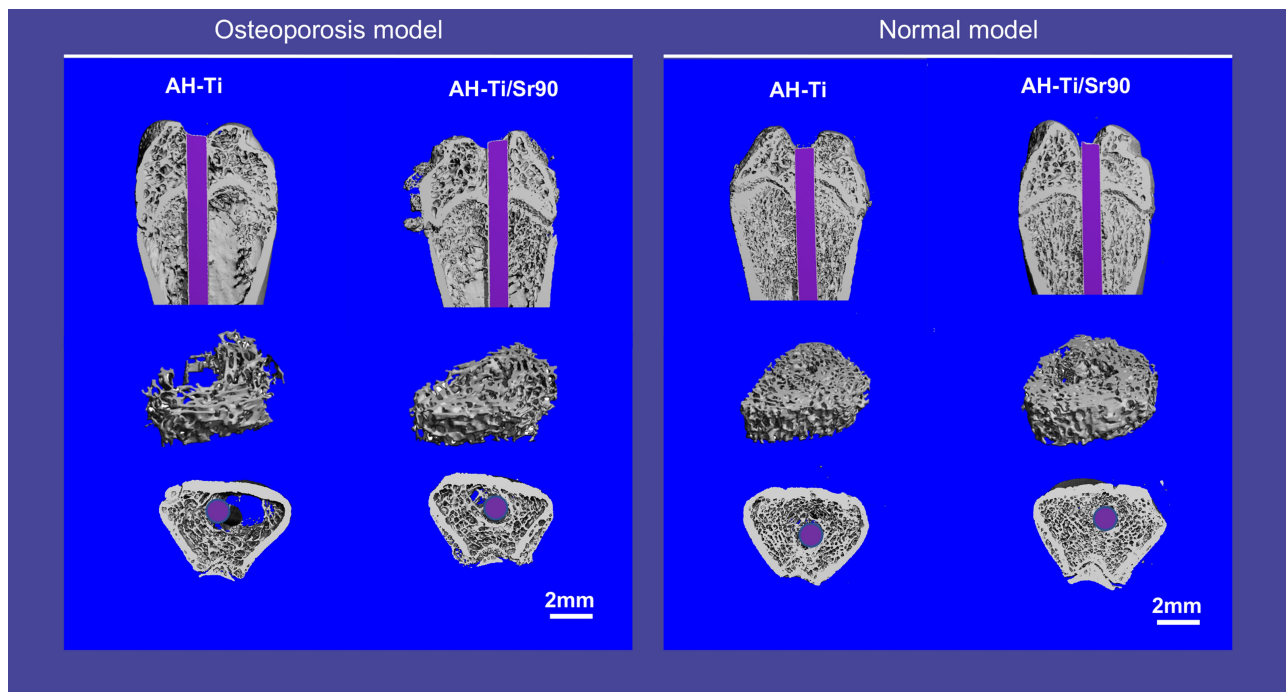 Osteoporosis model
Normal model
AH-Ti
AH-Ti/Sr90
AH-Ti
AH-Ti/Sr90
2mm
2mm